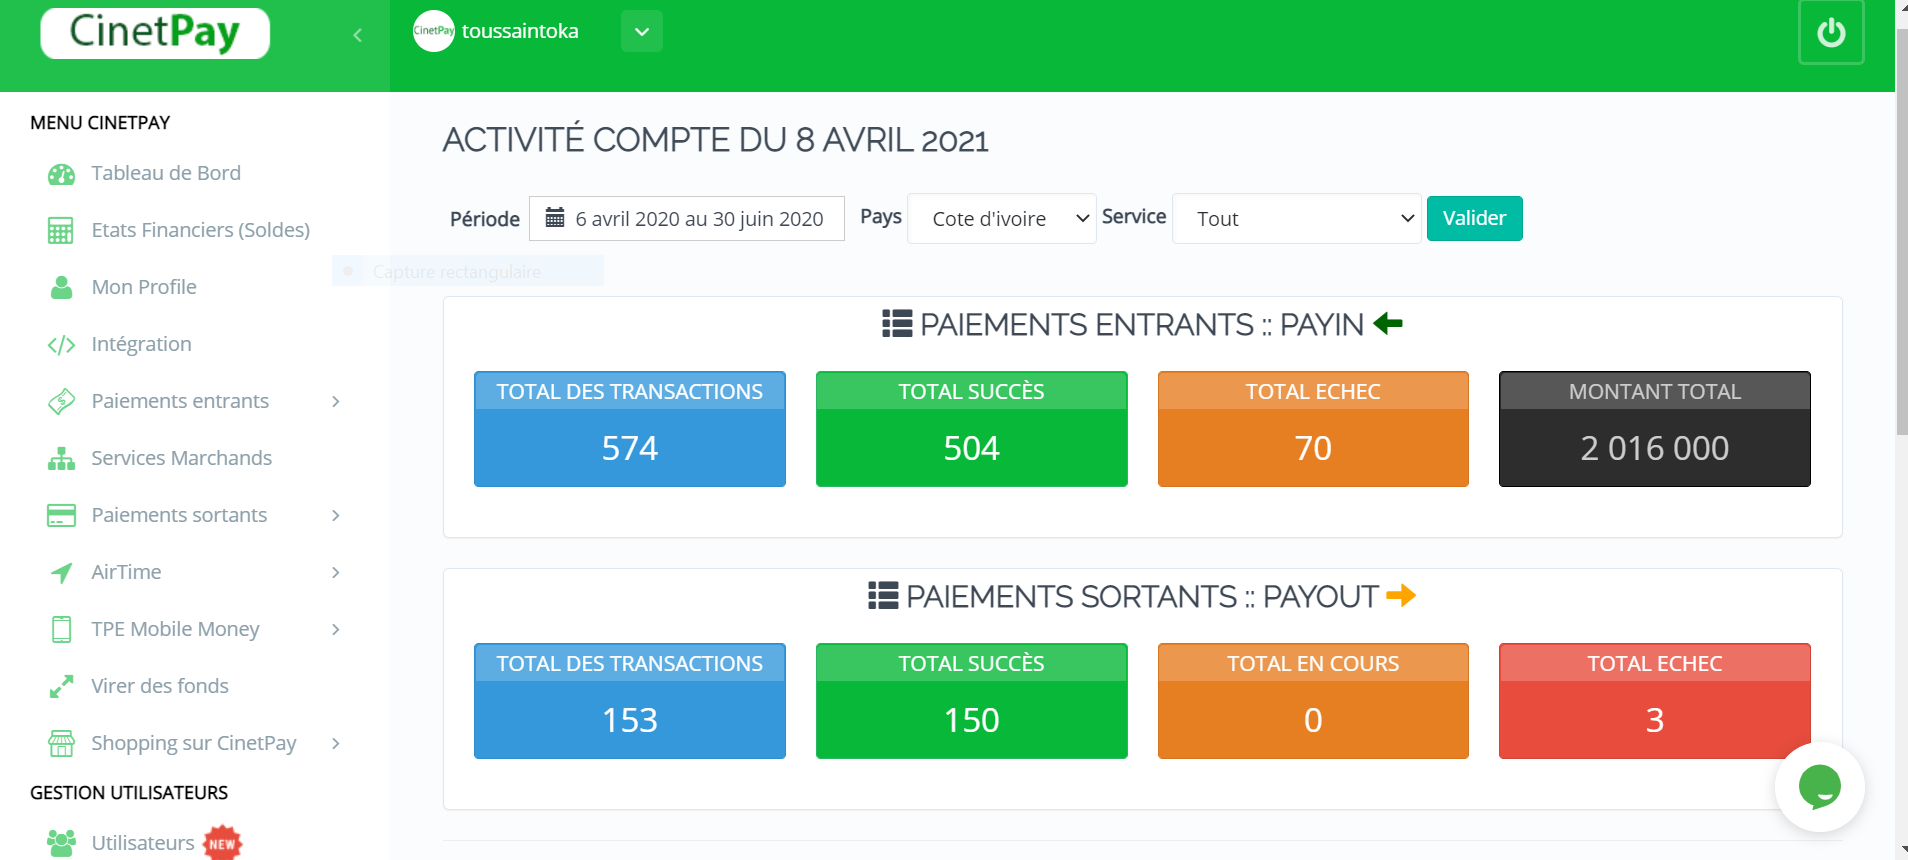 CinetPay
CinetPay toussaintoka
MENU CINETPAY
Tableau de Bord
Etats Financiers (Soldes)
Mon Profile
Intégration
Paiements entrants
Services Marchands
Paiements sortants
AirTime
TPE Mobile Money
Virer des fonds
Shopping sur CinetPay
GESTION UTILISATEURS
Utilisateurs NEW
ACTIVITÉ COMPTE DU 8 AVRIL 2021
Période 6 avril 2020 au 30 juin 2020 Pays Cote d'ivoire Service Tout Valider
Capture rectangulaire
PAIEMENTS ENTRANTS :: PAYIN
TOTAL DES TRANSACTIONS
574
TOTAL SUCCÈS
504
TOTAL ECHEC
70
MONTANT TOTAL
2 016 000
PAIEMENTS SORTANTS :: PAYOUT
TOTAL DES TRANSACTIONS
153
TOTAL SUCCÈS
150
TOTAL EN COURS
0
TOTAL ECHEC
3